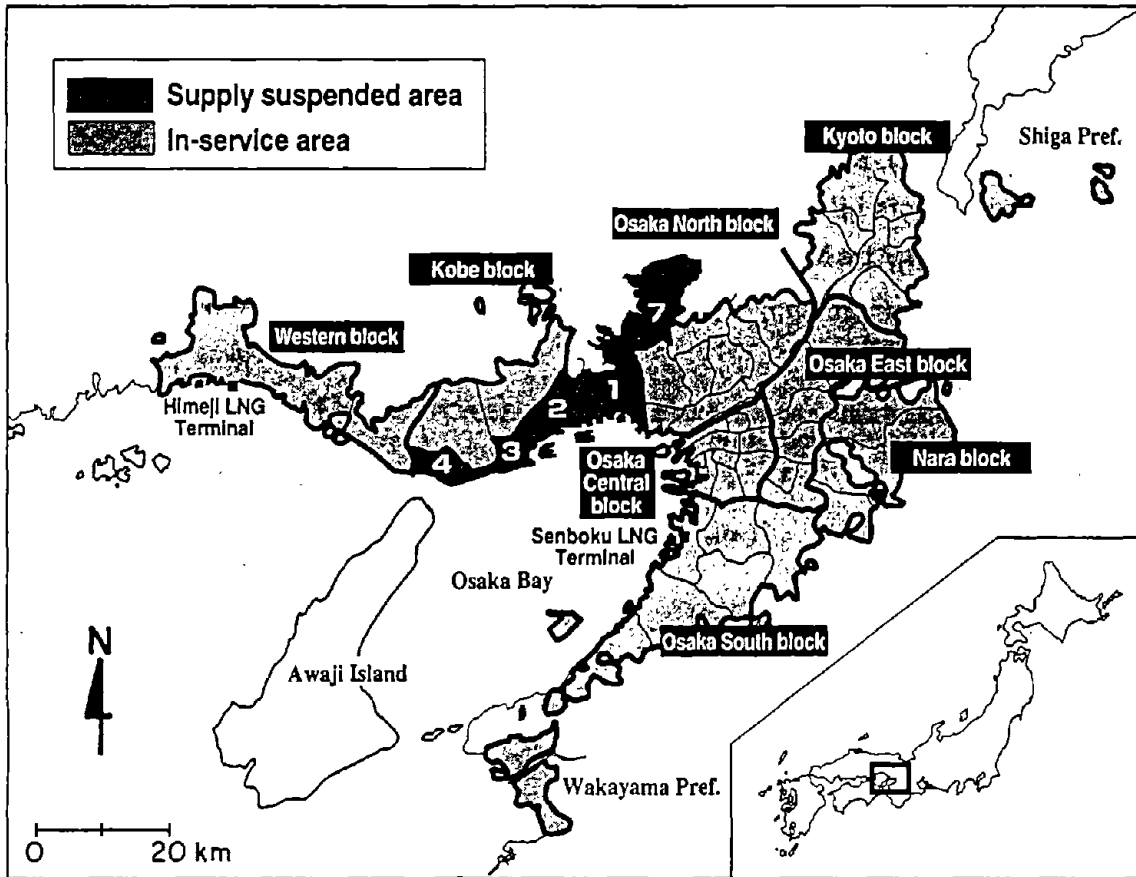 Supply suspended area
In-service area
Kyoto block
Shiga Pref.
Osaka North block
Kobe block
7
Western block
Osaka East block
1
2
Himeji LNG
Terminal
3
4
Osaka
Central
block
Nara block
Senboku LNG
Terminal
Osaka Bay
N
Osaka South block
Awaji Island
Wakayama Pref.
0
20 km